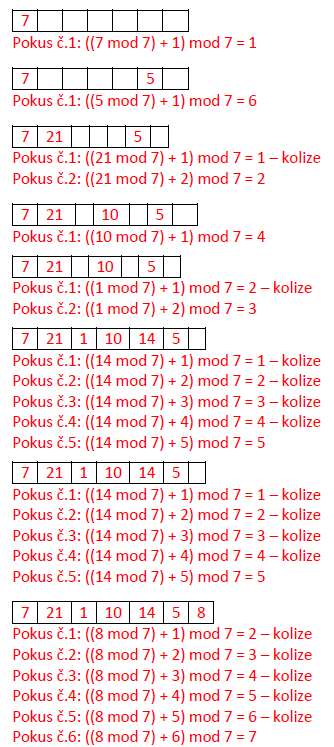 7
Pokus č.1: ((7 mod 7) + 1) mod 7 = 1
7 5
Pokus č.1: ((5 mod 7) + 1) mod 7 = 6
7 21 5
Pokus č.1: ((21 mod 7) + 1) mod 7 = 1 – kolize
Pokus č.2: ((21 mod 7) + 2) mod 7 = 2
7 21 10 5
Pokus č.1: ((10 mod 7) + 1) mod 7 = 4
7 21 10 5
Pokus č.1: ((1 mod 7) + 1) mod 7 = 2 – kolize
Pokus č.2: ((1 mod 7) + 2) mod 7 = 3
7 21 1 10 14 5
Pokus č.1: ((14 mod 7) + 1) mod 7 = 1 – kolize
Pokus č.2: ((14 mod 7) + 2) mod 7 = 2 – kolize
Pokus č.3: ((14 mod 7) + 3) mod 7 = 3 – kolize
Pokus č.4: ((14 mod 7) + 4) mod 7 = 4 – kolize
Pokus č.5: ((14 mod 7) + 5) mod 7 = 5
7 21 1 10 14 5
Pokus č.1: ((14 mod 7) + 1) mod 7 = 1 – kolize
Pokus č.2: ((14 mod 7) + 2) mod 7 = 2 – kolize
Pokus č.3: ((14 mod 7) + 3) mod 7 = 3 – kolize
Pokus č.4: ((14 mod 7) + 4) mod 7 = 4 – kolize
Pokus č.5: ((14 mod 7) + 5) mod 7 = 5
7 21 1 10 14 5 8
Pokus č.1: ((8 mod 7) + 1) mod 7 = 2 – kolize
Pokus č.2: ((8 mod 7) + 2) mod 7 = 3 – kolize
Pokus č.3: ((8 mod 7) + 3) mod 7 = 4 – kolize
Pokus č.4: ((8 mod 7) + 4) mod 7 = 5 – kolize
Pokus č.5: ((8 mod 7) + 5) mod 7 = 6 – kolize
Pokus č.6: ((8 mod 7) + 6) mod 7 = 7